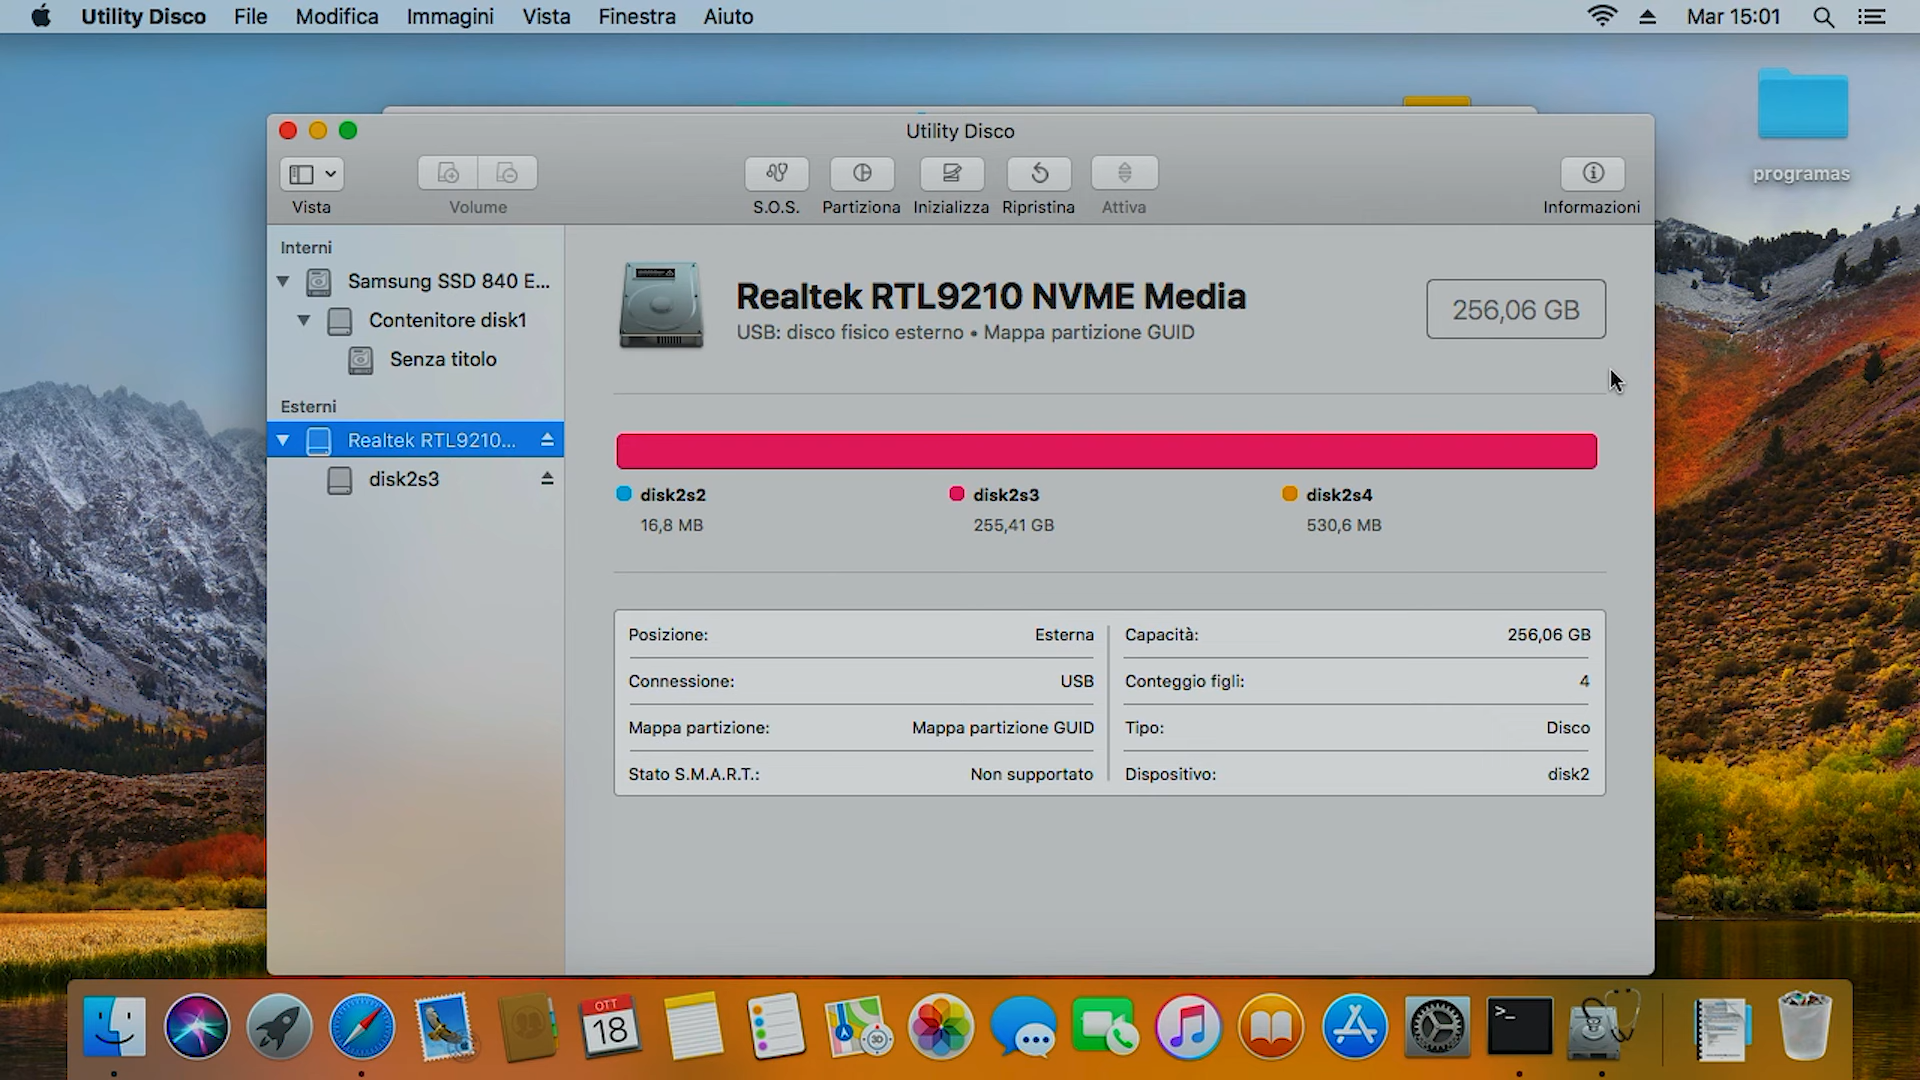 Utility Disco File Modifica Immagini Vista Finestra Aiuto Mar 15:01
programas
Utility Disco
Vista Volume S.O.S. Partiziona Inizializza Ripristina Attiva Informazioni
Interni
Samsung SSD 840 E...
Contenitore disk1
Senza titolo
Esterni
Realtek RTL9210...
disk2s3
Realtek RTL9210 NVME Media
USB: disco fisico esterno • Mappa partizione GUID
256,06 GB
disk2s2 disk2s3 disk2s4
16,8 MB 255,41 GB 530,6 MB
Posizione: Esterna Capacità: 256,06 GB
Connessione: USB Conteggio figli: 4
Mappa partizione: Mappa partizione GUID Tipo: Disco
Stato S.M.A.R.T.: Non supportato Dispositivo: disk2
OTT
18
3D
>_